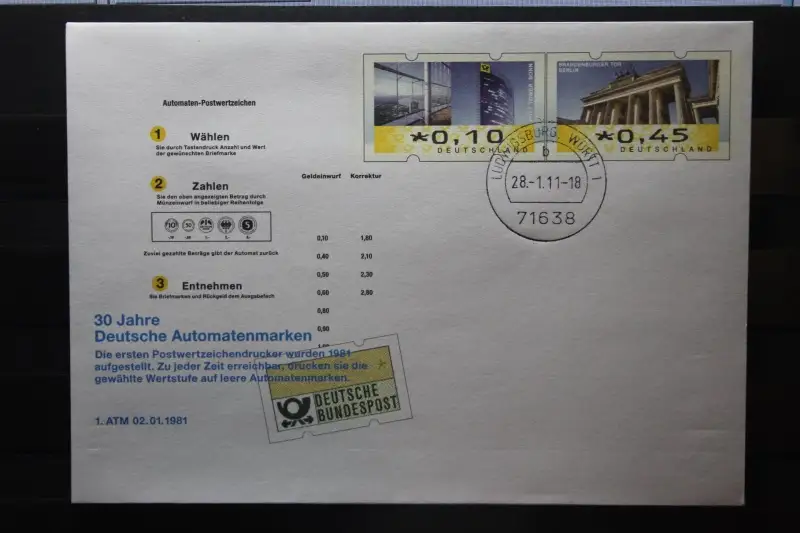 Automaten-Postwertzeichen
1 Wählen
Sie durch Tastendruck Anzahl und Wert
der gewünschten Briefmarke
2 Zahlen
Sie den oben angezeigten Betrag durch
Münzeinwurf in beliebiger Reihenfolge
Zuviel gezahlte Beträge gibt der Automat zurück
3 Entnehmen
Sie Briefmarken und Rückgeld dem Ausgabefach
Geldeinwurf Korrektur
0,10 1,60
0,40 2,10
0,50 2,30
0,60 2,80
0,80
0,90
30 Jahre
Deutsche Automatenmarken
Die ersten Postwertzeichendrucker wurden 1981
aufgestellt. Zu jeder Zeit erreichbar, drucken sie die
gewählte Wertstufe auf leere Automatenmarken.
1. ATM 02.01.1981
DEUTSCHE
BUNDESPOST
*0,10
DEUTSCHLAND
BRANDENBURGER TOR
BERLIN
*0,45
DEUTSCHLAND
LUDWIGSBURG, WÜRTT 1
b
28.-1.11-18
71638